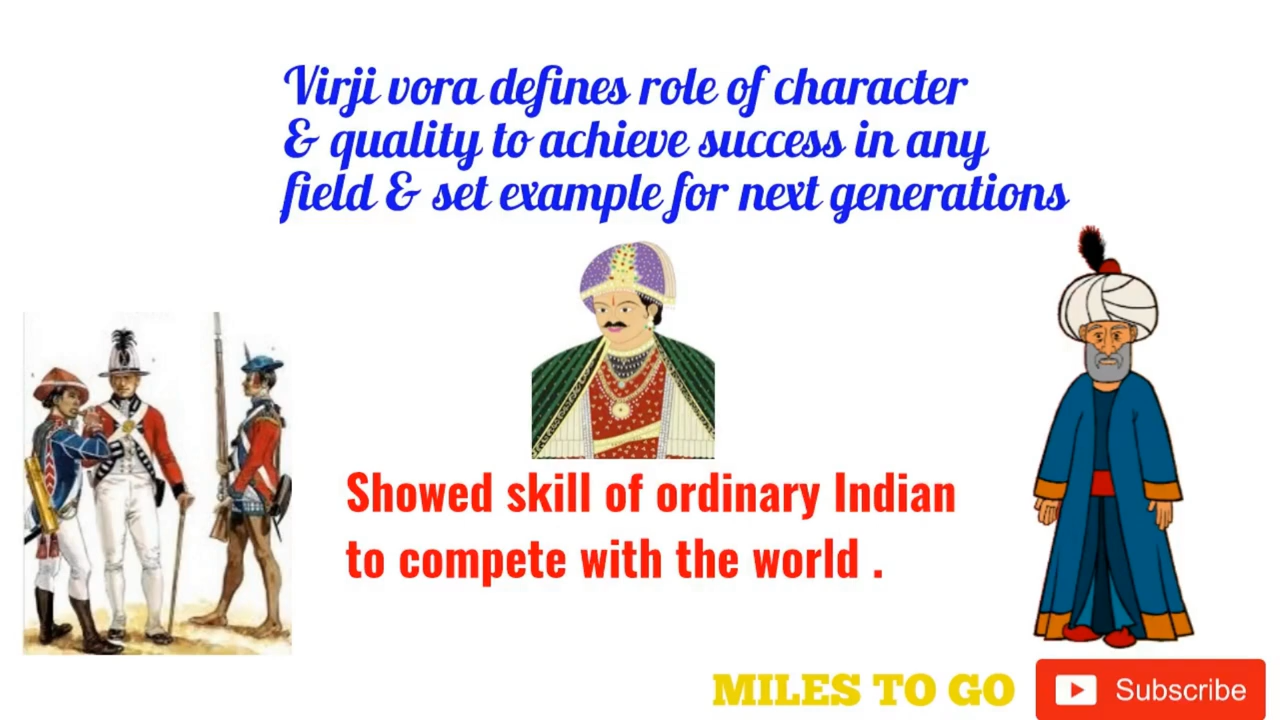 Virji vora defines role of character
& quality to achieve success in any
field & set example for next generations
Showed skill of ordinary Indian
to compete with the world .
MILES TO GO
Subscribe